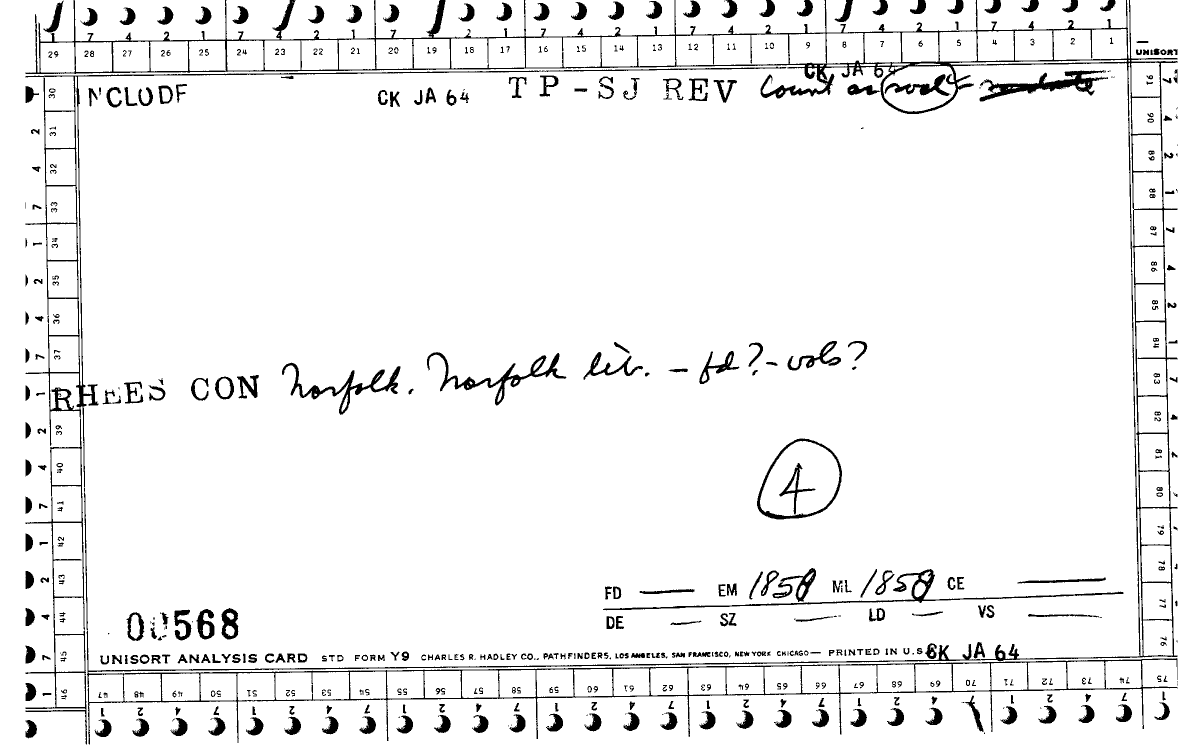 7 4 2 1 7 4 2 1 7 4 2 1 7 4 2 1 7 4 2 1 7 4 2 1 7 4 2 1
29 28 27 26 25 24 23 22 21 20 19 18 17 16 15 14 13 12 11 10 9 8 7 6 5 4 3 2 1 UNISORT
CK JA 64
INCLODF CK JA 64 TP-SJ REV Count as
RHEES CON Norfolk. Norfolk lib. – fd? – vols?
4
FD — EM 1850 ML 1850 CE —
DE — SZ — LD — VS —
00568
UNISORT ANALYSIS CARD STD FORM Y9 CHARLES R. HADLEY CO., PATHFINDERS, LOS ANGELES, SAN FRANCISCO, NEW YORK CHICAGO — PRINTED IN U.S. CK JA 64
30 31 32 33 34 35 36 37 39 40 41 42 43 44 45 46
91 90 89 88 87 86 85 84 83 82 81 80 79 78 77 76 75
47 48 49 50 51 52 53 54 55 56 57 58 59 60 61 62 63 64 65 66 67 68 69 70 71 72 73 74